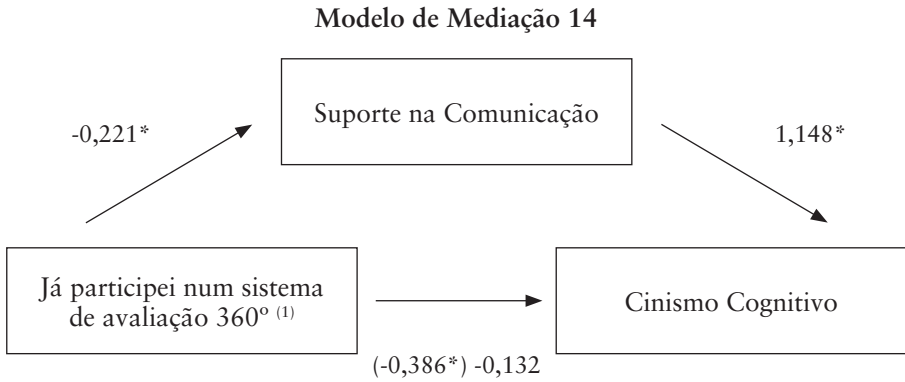 Modelo de Mediação 14
Suporte na Comunicação
-0,221*
1,148*
Já participei num sistema
de avaliação 360º (1)
Cinismo Cognitivo
(-0,386*) -0,132